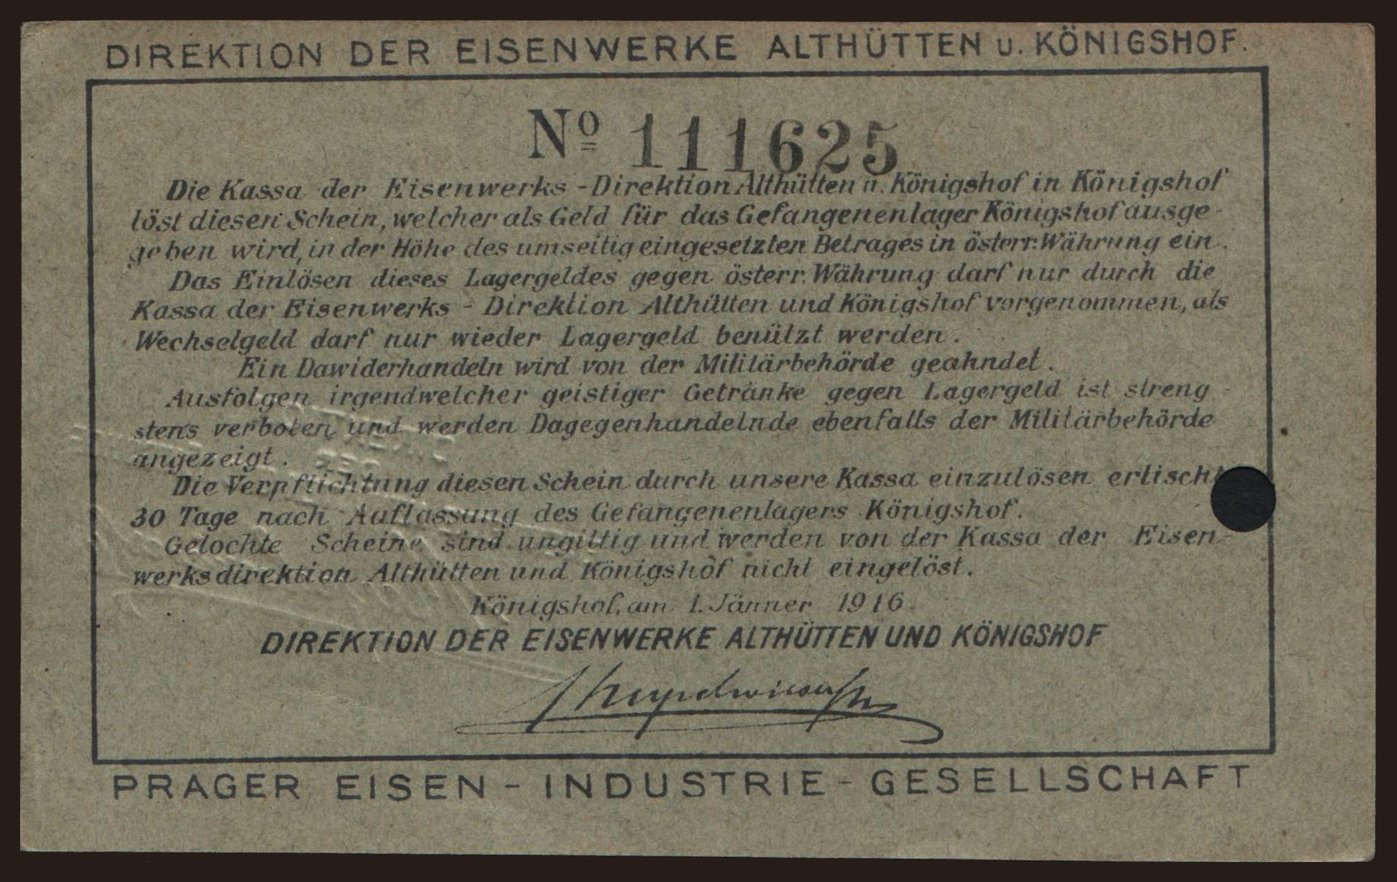 DIREKTION DER EISENWERKE ALTHÜTTEN u. KÖNIGSHOF.
Nº 111625
Die Kassa der Eisenwerks - Direktion Althütten u. Königshof in Königshof
löst diesen Schein, welcher als Geld für das Gefangenenlager Königshof ausge-
geben wird, in der Höhe des umseitig eingesetzten Betrages in österr. Währung ein.
Das Einlösen dieses Lagergeldes gegen österr. Währung darf nur durch die
Kassa der Eisenwerks - Direktion Althütten und Königshof vorgenommen, als
Wechselgeld darf nur wieder Lagergeld benützt werden.
Ein Dawiderhandeln wird von der Militärbehörde geahndet.
Ausfolgen irgendwelcher geistiger Getränke gegen Lagergeld ist streng-
stens verboten und werden Dagegenhandelnde ebenfalls der Militärbehörde
angezeigt.
Die Verpflichtung diesen Schein durch unsere Kassa einzulösen erlischt
30 Tage nach Auflassung des Gefangenenlagers Königshof.
Gelochte Scheine sind ungiltig und werden von der Kassa der Eisen-
werksdirektion Althütten und Königshof nicht eingelöst.
Königshof, am 1. Jänner 1916.
DIREKTION DER EISENWERKE ALTHÜTTEN UND KÖNIGSHOF
PRAGER EISEN - INDUSTRIE - GESELLSCHAFT